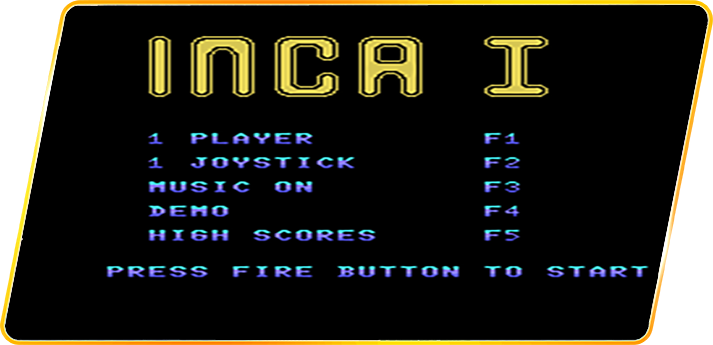 INCA I
1 PLAYER F1
1 JOYSTICK F2
MUSIC ON F3
DEMO F4
HIGH SCORES F5
PRESS FIRE BUTTON TO START